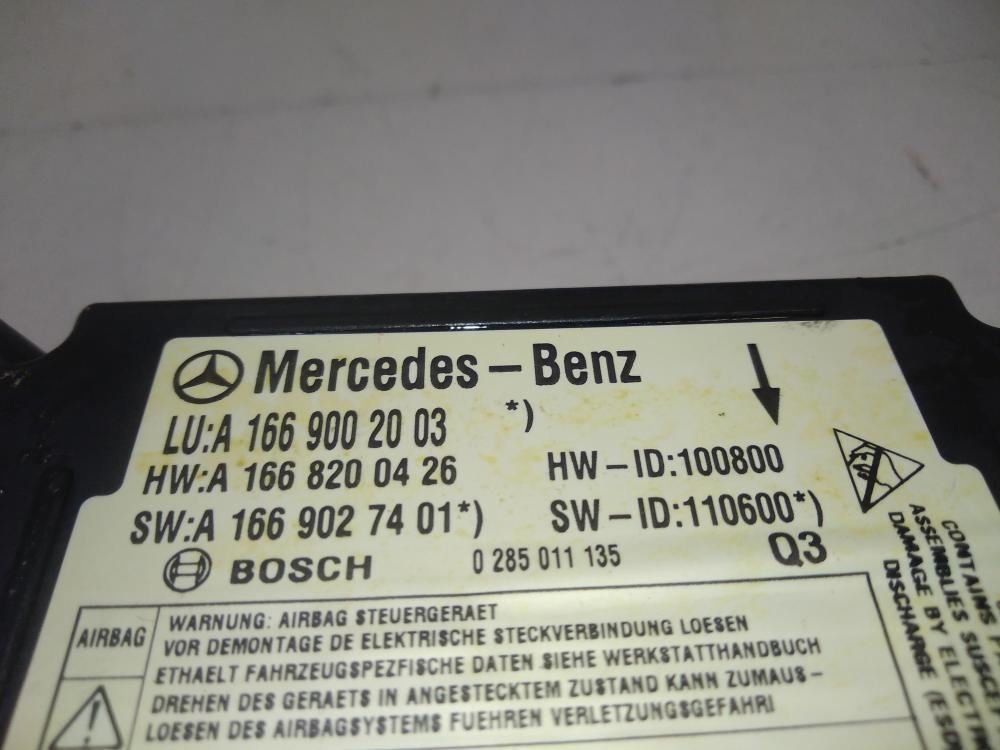 Mercedes-Benz
LU:A 166 900 20 03 *)
HW:A 166 820 04 26 HW-ID:100800
SW:A 166 902 74 01*) SW-ID:110600*)
BOSCH 0 285 011 135 Q3
AIRBAG
WARNUNG: AIRBAG STEUERGERAET
VOR DEMONTAGE DE ELEKTRISCHE STECKVERBINDUNG LOESEN
ETHAELT FAHRZEUGSPEZFISCHE DATEN SIEHE WERKSTATTHANDBUCH
DREHEN DES GERAETS IN ANGESTECKTEM ZUSTAND KANN ZUMAUS-
LOESEN DES AIRBAGSYSTEMS FUEHREN VERLETZUNGSGEFAHR!
CONTAINS
ASSEMBLIES
DAMAGE BY
DISCHARGE